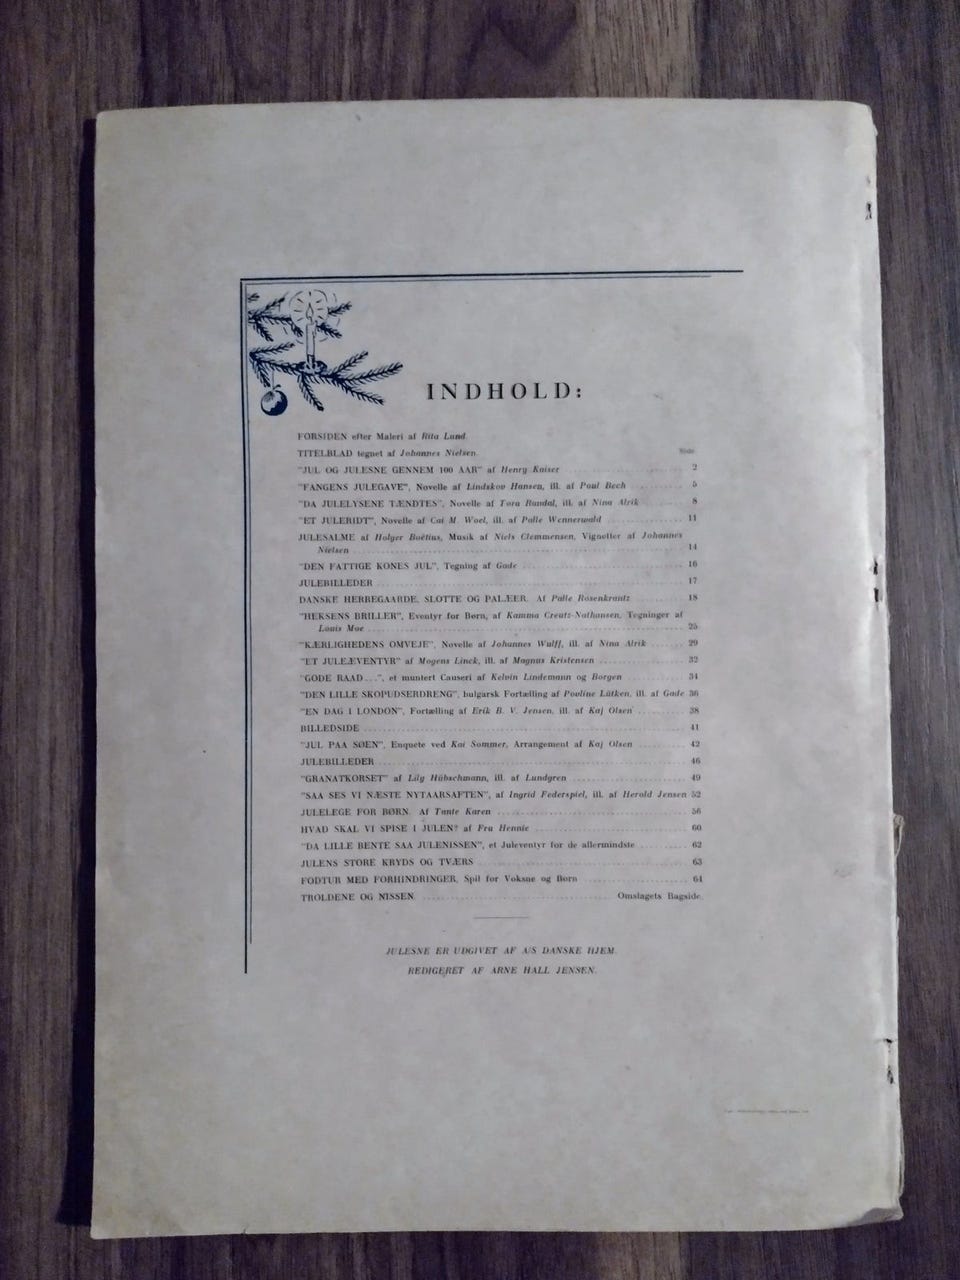 INDHOLD:
FORSIDEN efter Maleri af Rita Lund.
TITELBLAD tegnet af Johannes Nielsen. Side
"JUL OG JULESNE GENNEM 100 AAR" af Henry Kaiser 2
"FANGENS JULEGAVE", Novelle af Lindskov Hansen, ill. af Poul Bech 5
"DA JULELYSENE TÆNDTES", Novelle af Tora Randal, ill. af Nina Alrik 8
"ET JULERIDT", Novelle af Cai M. Woel, ill. af Palle Wennerwald 11
JULESALME af Holger Boëtius, Musik af Niels Clemmensen, Vignetter af Johannes
Nielsen 14
"DEN FATTIGE KONES JUL", Tegning af Gade 16
JULEBILLEDER 17
DANSKE HERREGAARDE, SLOTTE OG PALÆER. Af Palle Rosenkrantz 18
"HEKSENS BRILLER", Eventyr for Børn, af Kamma Creutz-Nathansen, Tegninger af
Louis Moe 25
"KÆRLIGHEDENS OMVEJE", Novelle af Johannes Wulff, ill. af Nina Alrik 29
"ET JULEÆVENTYR" af Mogens Linck, ill. af Magnus Kristensen 32
"GODE RAAD...", et muntert Causeri af Kelvin Lindemann og Borgen 34
"DEN LILLE SKOPUDSERDRENG", bulgarsk Fortælling af Povline Lütken, ill. af Gade 36
"EN DAG I LONDON", Fortælling af Erik B. V. Jensen, ill. af Kaj Olsen 38
BILLEDSIDE 41
"JUL PAA SØEN", Enquete ved Kai Sommer, Arrangement af Kaj Olsen 42
JULEBILLEDER 46
"GRANATKORSET" af Lily Hübschmann, ill. af Lundgren 49
"SAA SES VI NÆSTE NYTAARSAFTEN", af Ingrid Federspiel, ill. af Herold Jensen 52
JULELEGE FOR BØRN. Af Tante Karen 56
HVAD SKAL VI SPISE I JULEN? af Fru Hennie 60
"DA LILLE BENTE SAA JULENISSEN", et Juleventyr for de allermindste 62
JULENS STORE KRYDS OG TVÆRS 63
FODTUR MED FORHINDRINGER, Spil for Voksne og Børn 64
TROLDENE OG NISSEN Omslagets Bagside.
JULESNE ER UDGIVET AF A/S DANSKE HJEM.
REDIGERET AF ARNE HALL JENSEN.